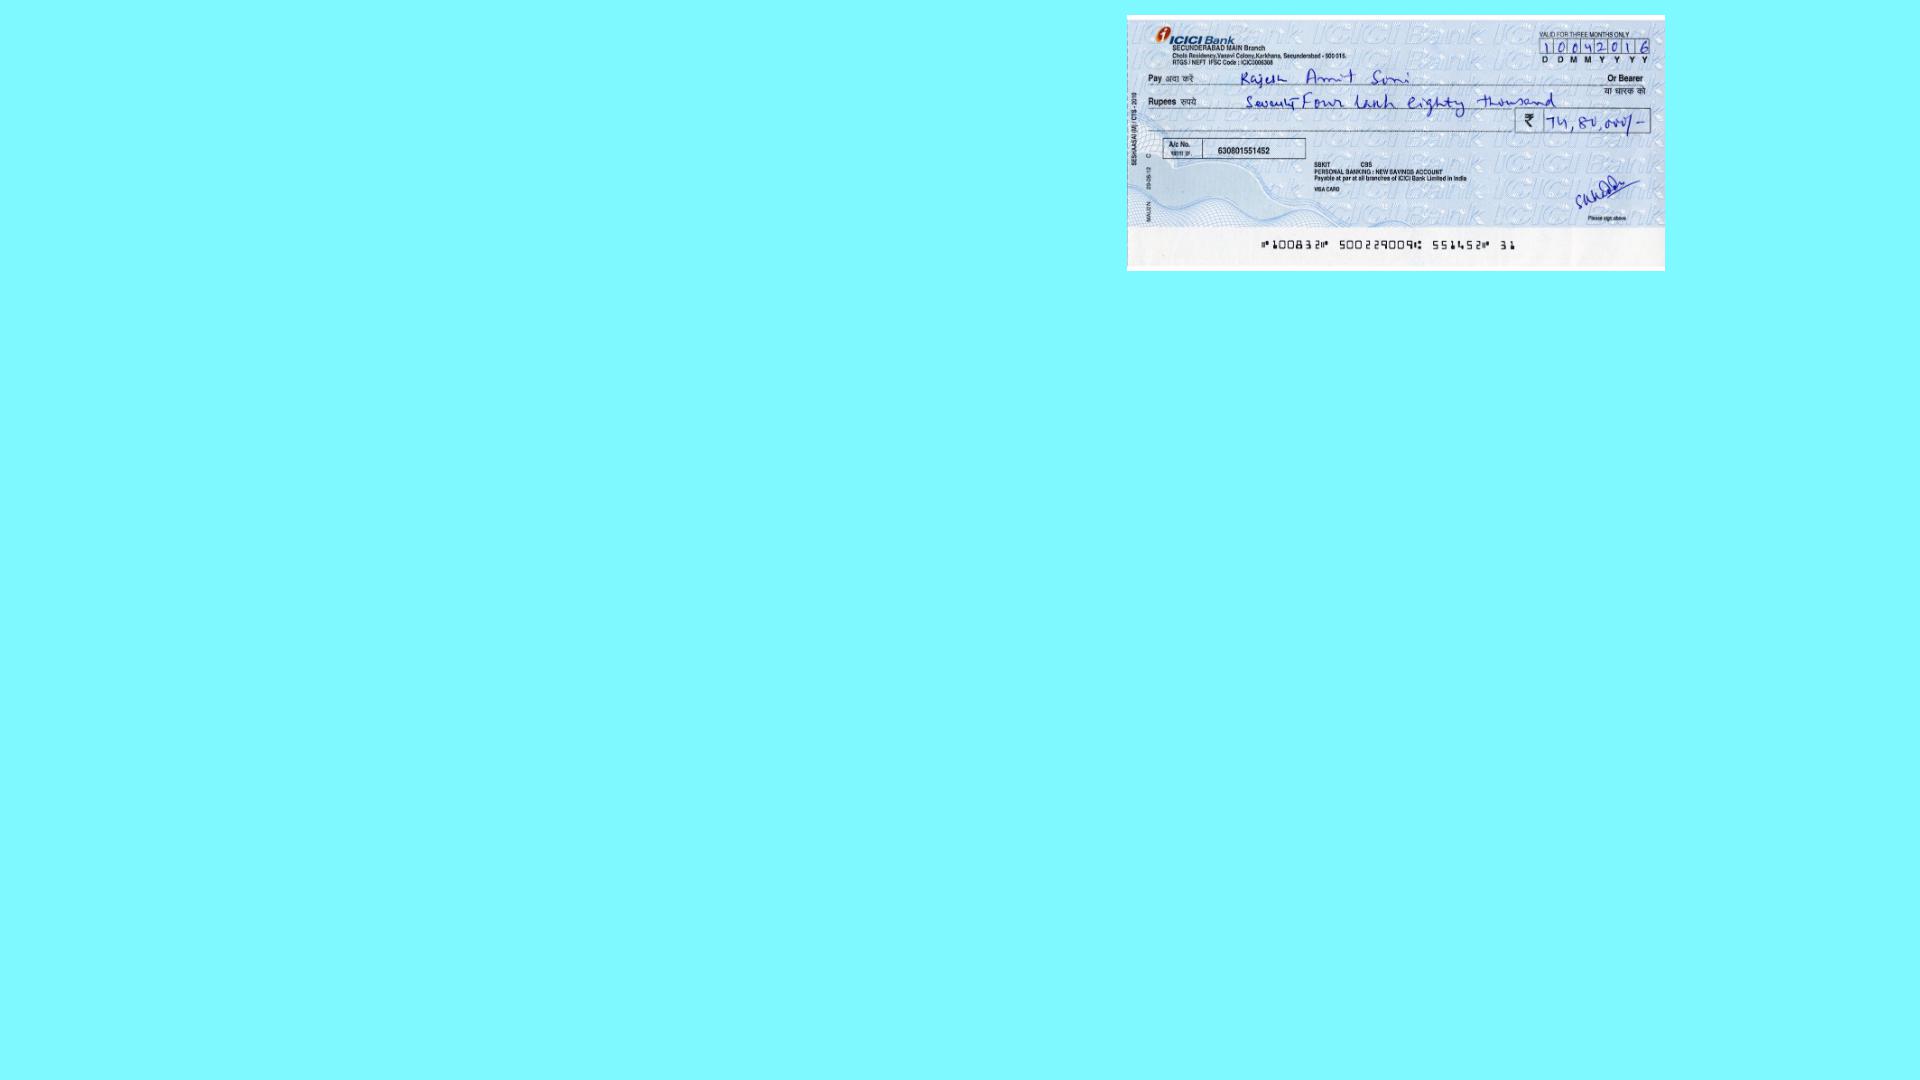 ICICI Bank
SECUNDERABAD MAIN Branch
Chola Residency,Vasavi Colony,Karkhana, Secunderabad - 500 015.
RTGS / NEFT IFSC Code : ICIC0006308
VALID FOR THREE MONTHS ONLY
1 0 0 4 2 0 1 6
D D M M Y Y Y Y
Pay अदा करें Rajesh Amit Soni Or Bearer
या धारक को
Rupees रुपये Seventy Four lakh eighty thousand
₹ 74,80,000/-
A/c No. 630801551452
खाता क्र.
SBKIT CBS
PERSONAL BANKING : NEW SAVINGS ACCOUNT
Payable at par at all branches of ICICI Bank Limited in India
VISA CARD
Please sign above
⑈100832⑈ 500229009⑆ 551452⑈ 31